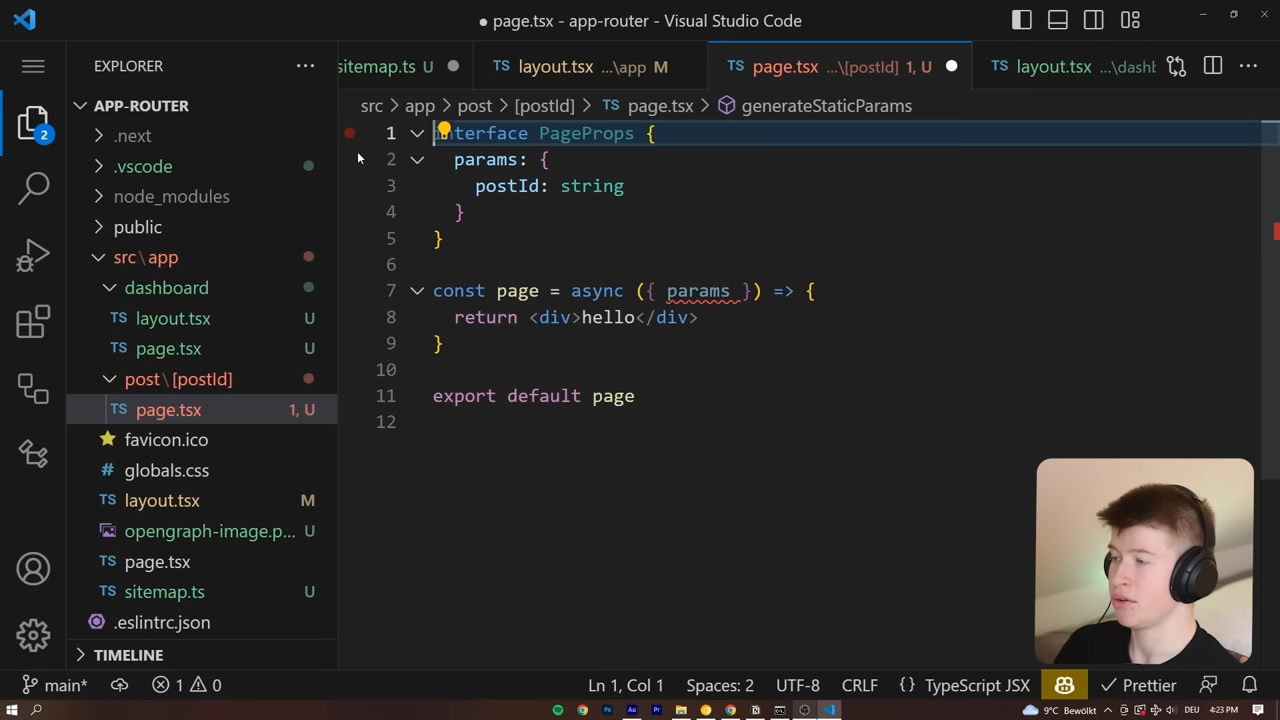 ● page.tsx - app-router - Visual Studio Code
EXPLORER
sitemap.ts U
layout.tsx ...\app M
page.tsx ...\[postId] 1, U
layout.tsx ...\dasht
APP-ROUTER
src > app > post > [postId] > TS page.tsx > generateStaticParams
.next
.vscode
node_modules
public
src\app
dashboard
TS layout.tsx U
TS page.tsx U
post\[postId]
TS page.tsx 1, U
favicon.ico
# globals.css
TS layout.tsx M
opengraph-image.p... U
TS page.tsx
TS sitemap.ts U
.eslintrc.json
TIMELINE
1 interface PageProps {
2 params: {
3 postId: string
4 }
5 }
6
7 const page = async ({ params }) => {
8 return <div>hello</div>
9 }
10
11 export default page
12
2
main* 1 0 Ln 1, Col 1 Spaces: 2 UTF-8 CRLF {} TypeScript JSX Prettier
9°C Bewölkt DEU 4:23 PM